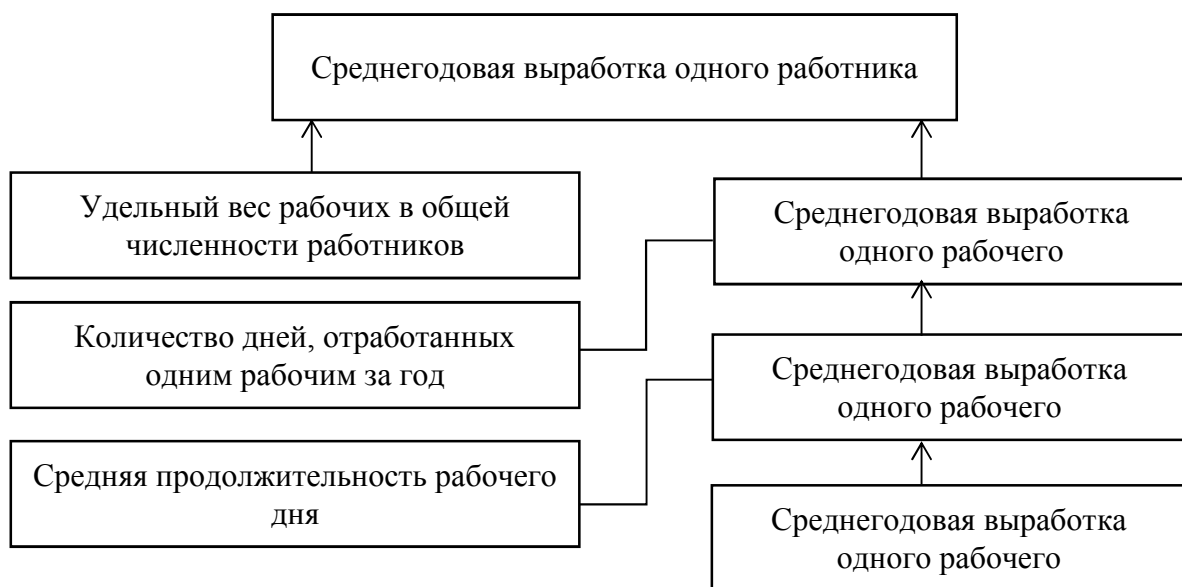 Среднегодовая выработка одного работника
Удельный вес рабочих в общей
численности работников
Среднегодовая выработка
одного рабочего
Количество дней, отработанных
одним рабочим за год
Среднегодовая выработка
одного рабочего
Средняя продолжительность рабочего
дня
Среднегодовая выработка
одного рабочего